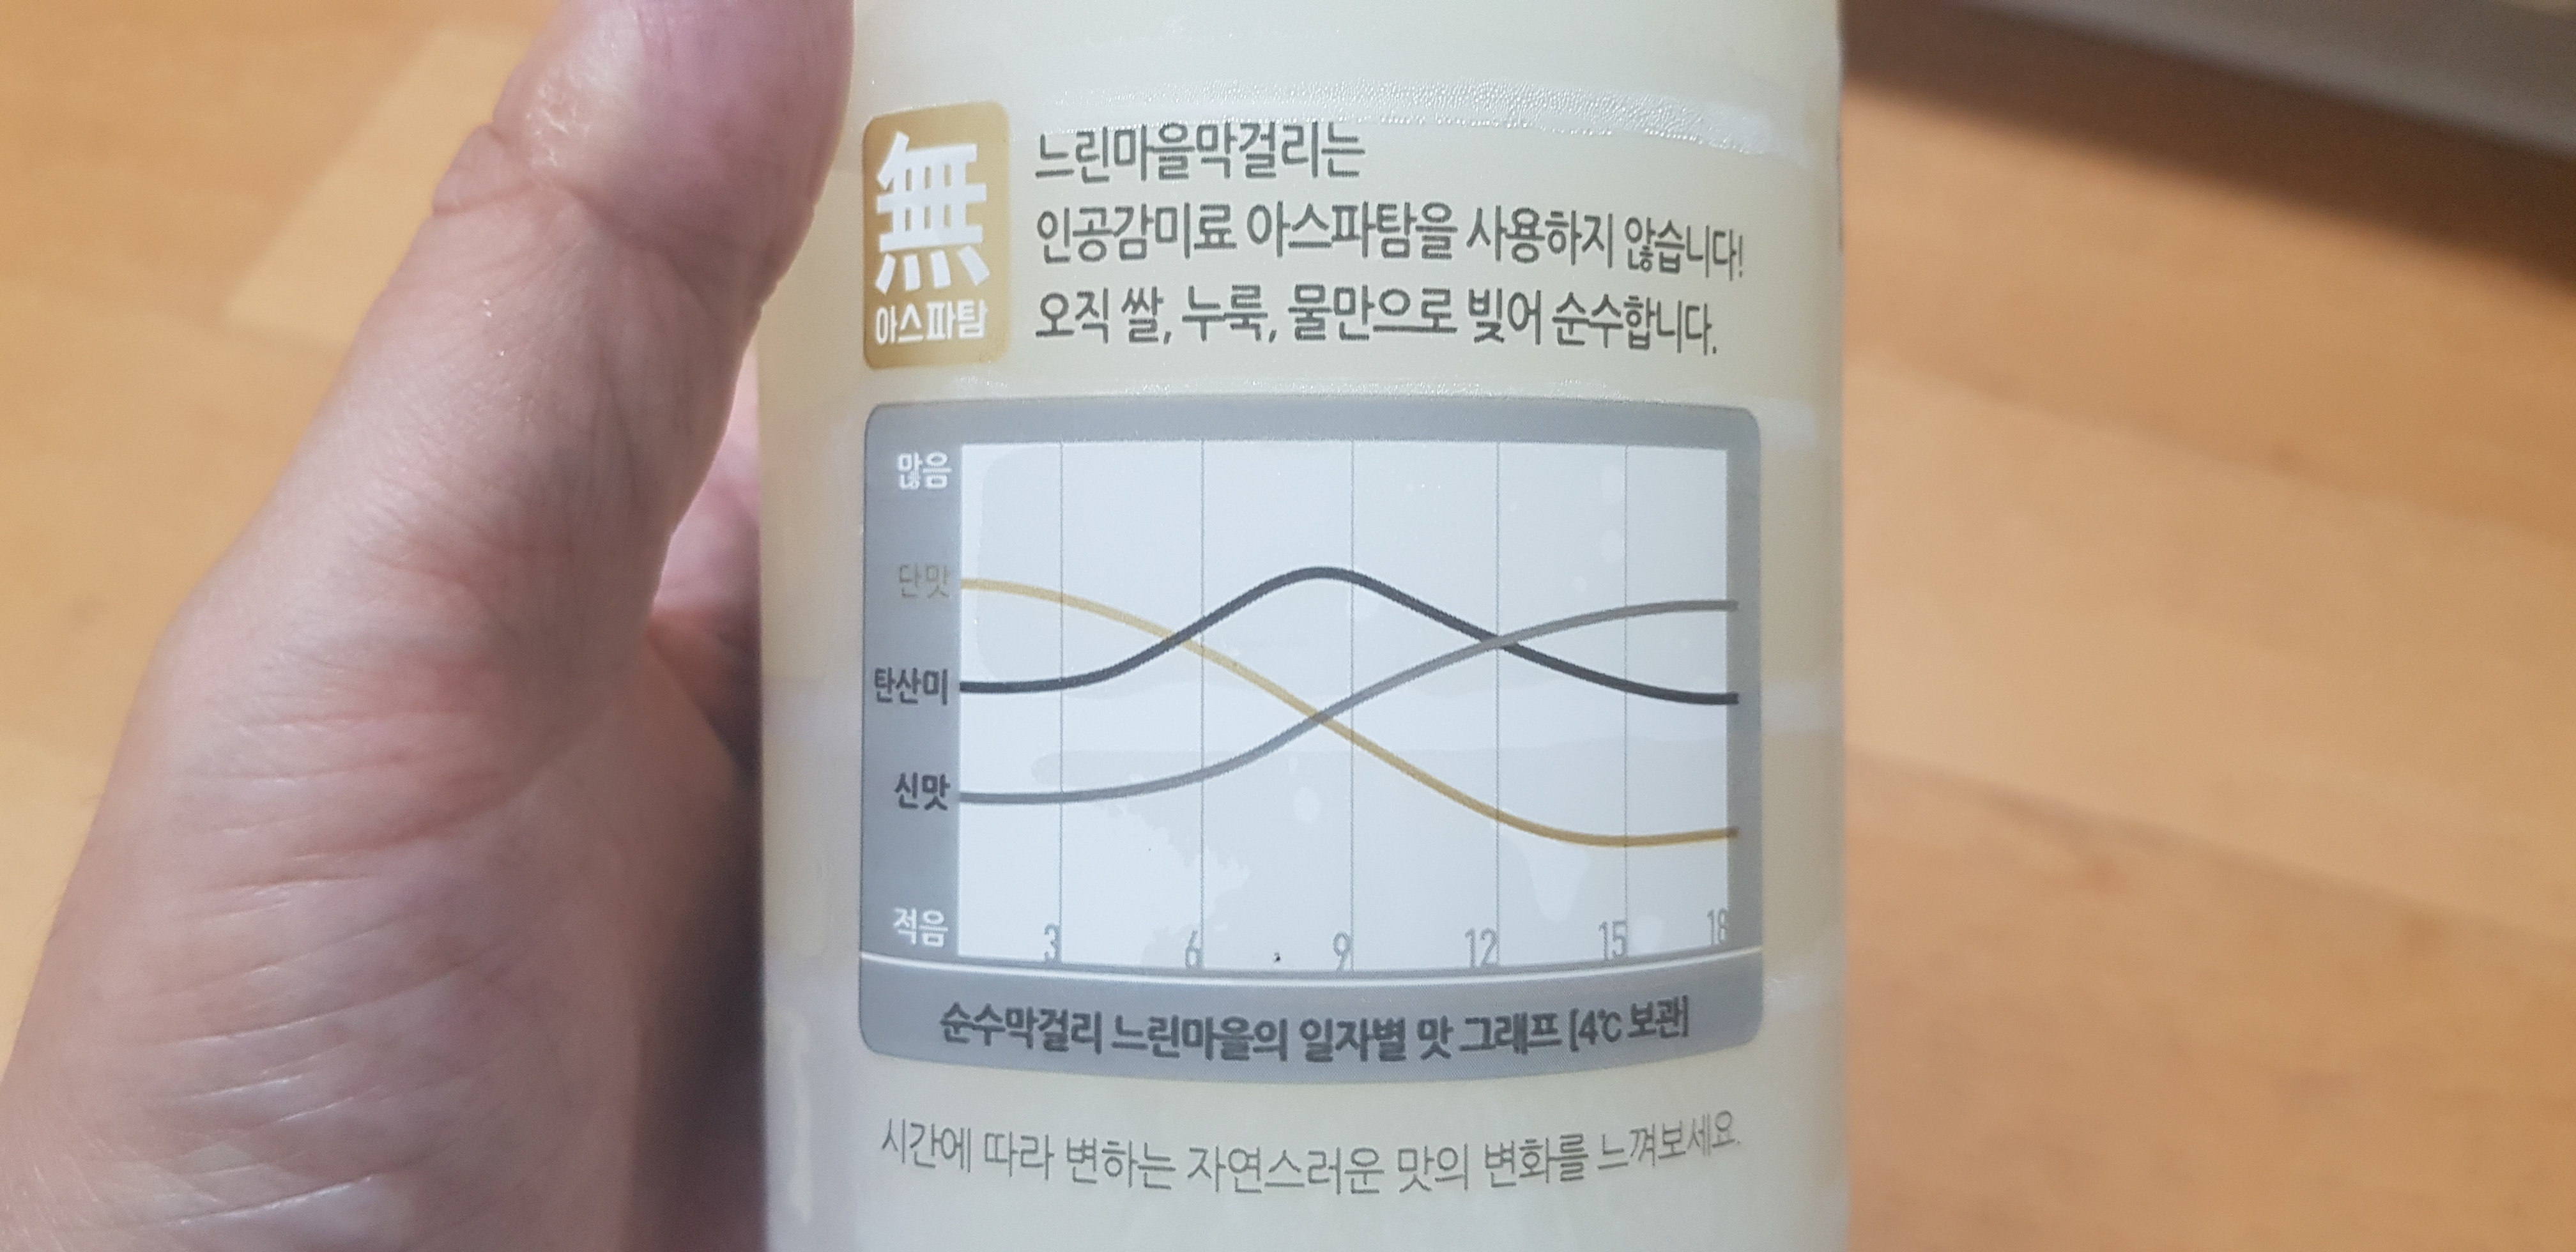 無
아스파탐
느린마을막걸리는
인공감미료 아스파탐을 사용하지 않습니다!
오직 쌀, 누룩, 물만으로 빚어 순수합니다.
많음
단맛
탄산미
신맛
적음
3 6 9 12 15 18
순수막걸리 느린마을의 일자별 맛 그래프 [4℃ 보관]
시간에 따라 변하는 자연스러운 맛의 변화를 느껴보세요.